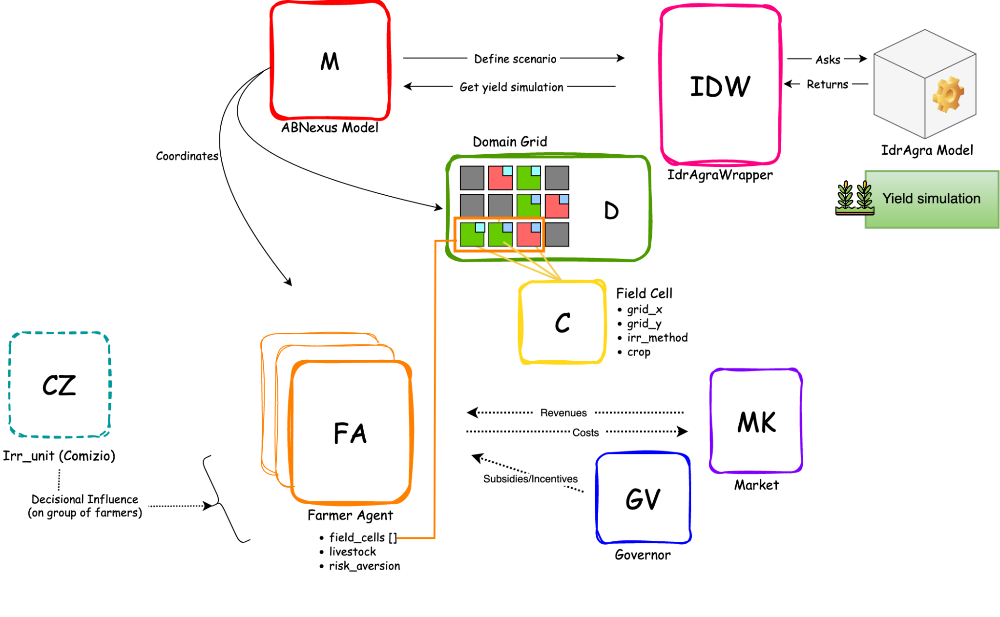 M
ABNexus Model
Define scenario
Get yield simulation
IDW
IdrAgraWrapper
Asks
Returns
IdrAgra Model
Yield simulation
Coordinates
Domain Grid
D
C
Field Cell
• grid_x
• grid_y
• irr_method
• crop
CZ
Irr_unit (Comizio)
Decisional Influence
(on group of farmers)
FA
Farmer Agent
• field_cells []
• livestock
• risk_aversion
Revenues
Costs
Subsidies/Incentives
MK
Market
GV
Governor